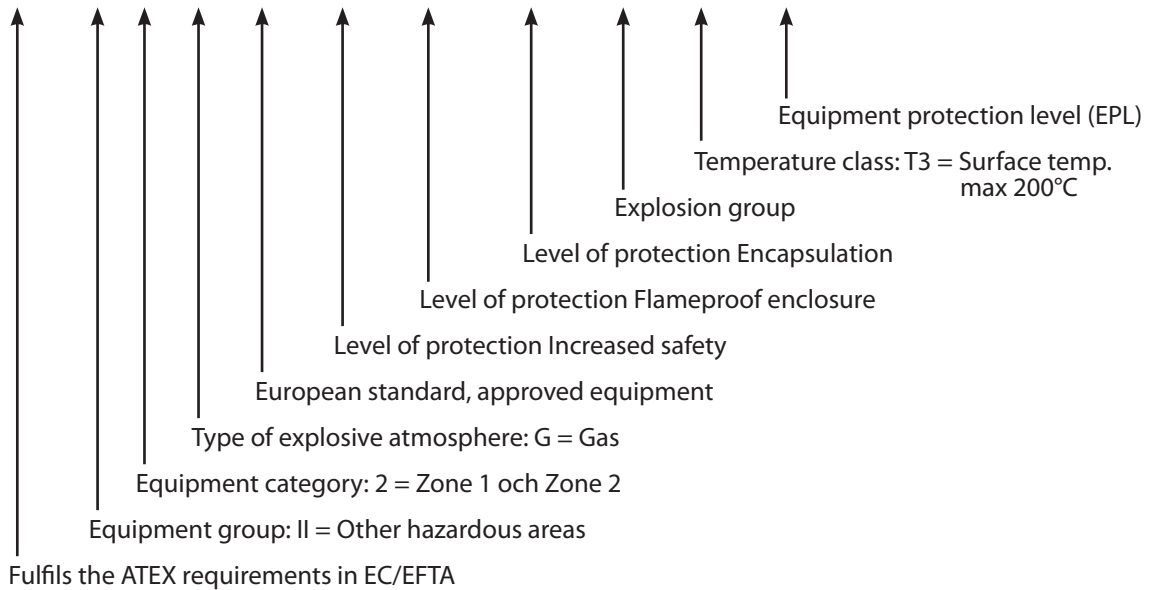 Equipment protection level (EPL)
Temperature class: T3 = Surface temp.
max 200°C
Explosion group
Level of protection Encapsulation
Level of protection Flameproof enclosure
Level of protection Increased safety
European standard, approved equipment
Type of explosive atmosphere: G = Gas
Equipment category: 2 = Zone 1 och Zone 2
Equipment group: II = Other hazardous areas
Fulfils the ATEX requirements in EC/EFTA